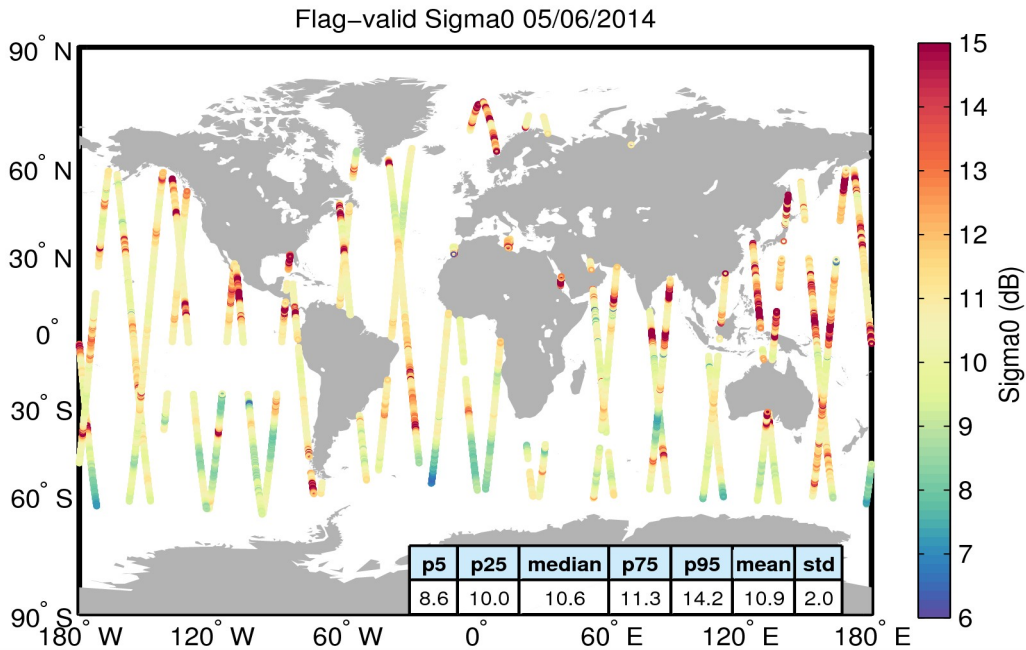 Flag−valid Sigma0 05/06/2014
90° N
60° N
30° N
0°
30° S
60° S
90° S
180° W
120° W
60° W
0°
60° E
120° E
180° E
p5 p25 median p75 p95 mean std
8.6 10.0 10.6 11.3 14.2 10.9 2.0
15
14
13
12
11
10
9
8
7
6
Sigma0 (dB)